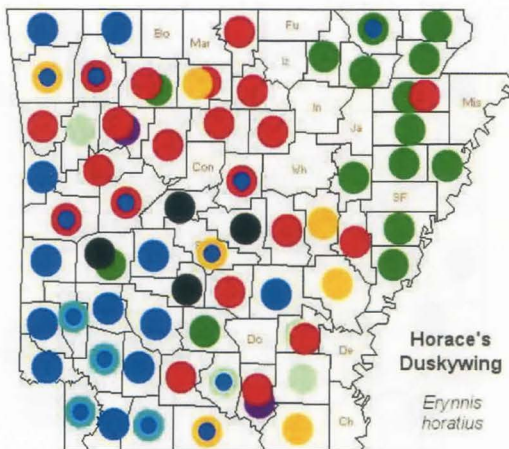 Bo
Mar
Fu
Iz
In
Ja
Mis
Con
Wh
SF
Do
De
Ch
Horace's
Duskywing
Erynnis
horatius